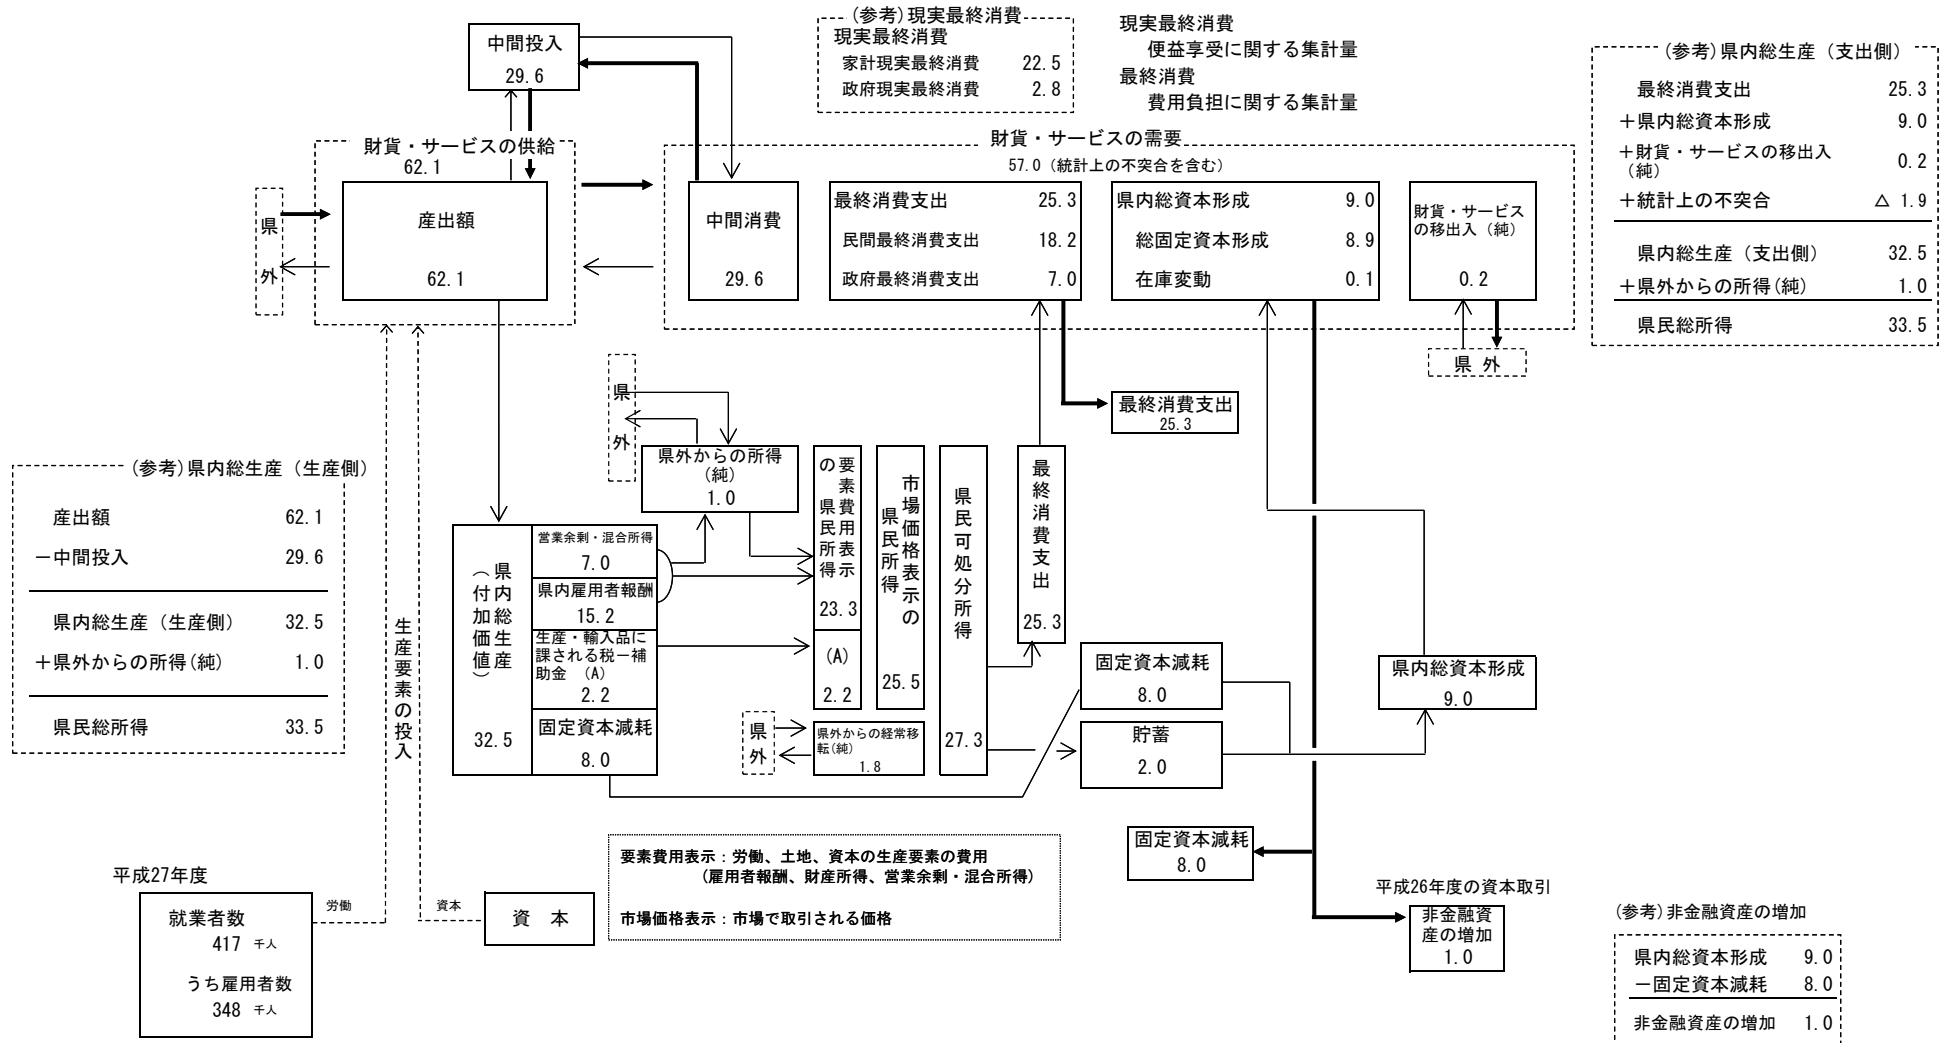 中間投入
29.6
(参考)現実最終消費
現実最終消費
家計現実最終消費 22.5
政府現実最終消費 2.8
現実最終消費
便益享受に関する集計量
最終消費
費用負担に関する集計量
(参考)県内総生産（支出側）
最終消費支出 25.3
＋県内総資本形成 9.0
＋財貨・サービスの移出入
(純) 0.2
＋統計上の不突合 △ 1.9
県内総生産（支出側） 32.5
＋県外からの所得(純) 1.0
県民総所得 33.5
財貨・サービスの供給
62.1
県
外
産出額
62.1
財貨・サービスの需要
57.0（統計上の不突合を含む）
中間消費
29.6
最終消費支出 25.3
民間最終消費支出 18.2
政府最終消費支出 7.0
県内総資本形成 9.0
総固定資本形成 8.9
在庫変動 0.1
財貨・サービス
の移出入（純）
0.2
県 外
最終消費支出
25.3
県
外
県外からの所得
（純）
1.0
(参考)県内総生産（生産側）
産出額 62.1
－中間投入 29.6
県内総生産（生産側） 32.5
＋県外からの所得(純) 1.0
県民総所得 33.5
生産要素の投入
県内総生産
（付加価値）
32.5
営業余剰・混合所得
7.0
県内雇用者報酬
15.2
生産・輸入品に
課される税－補
助金 （A）
2.2
固定資本減耗
8.0
要素費用表示
の県民所得
23.3
(A)
2.2
市場価格表示の
県民所得
25.5
県
外
県外からの経常移
転(純)
1.8
県民可処分所得
27.3
最終消費支出
25.3
固定資本減耗
8.0
貯蓄
2.0
県内総資本形成
9.0
固定資本減耗
8.0
平成26年度の資本取引
非金融資
産の増加
1.0
要素費用表示：労働、土地、資本の生産要素の費用
(雇用者報酬、財産所得、営業余剰・混合所得)
市場価格表示：市場で取引される価格
平成27年度
就業者数
417 千人
うち雇用者数
348 千人
労働
資本
資 本
(参考)非金融資産の増加
県内総資本形成 9.0
－固定資本減耗 8.0
非金融資産の増加 1.0